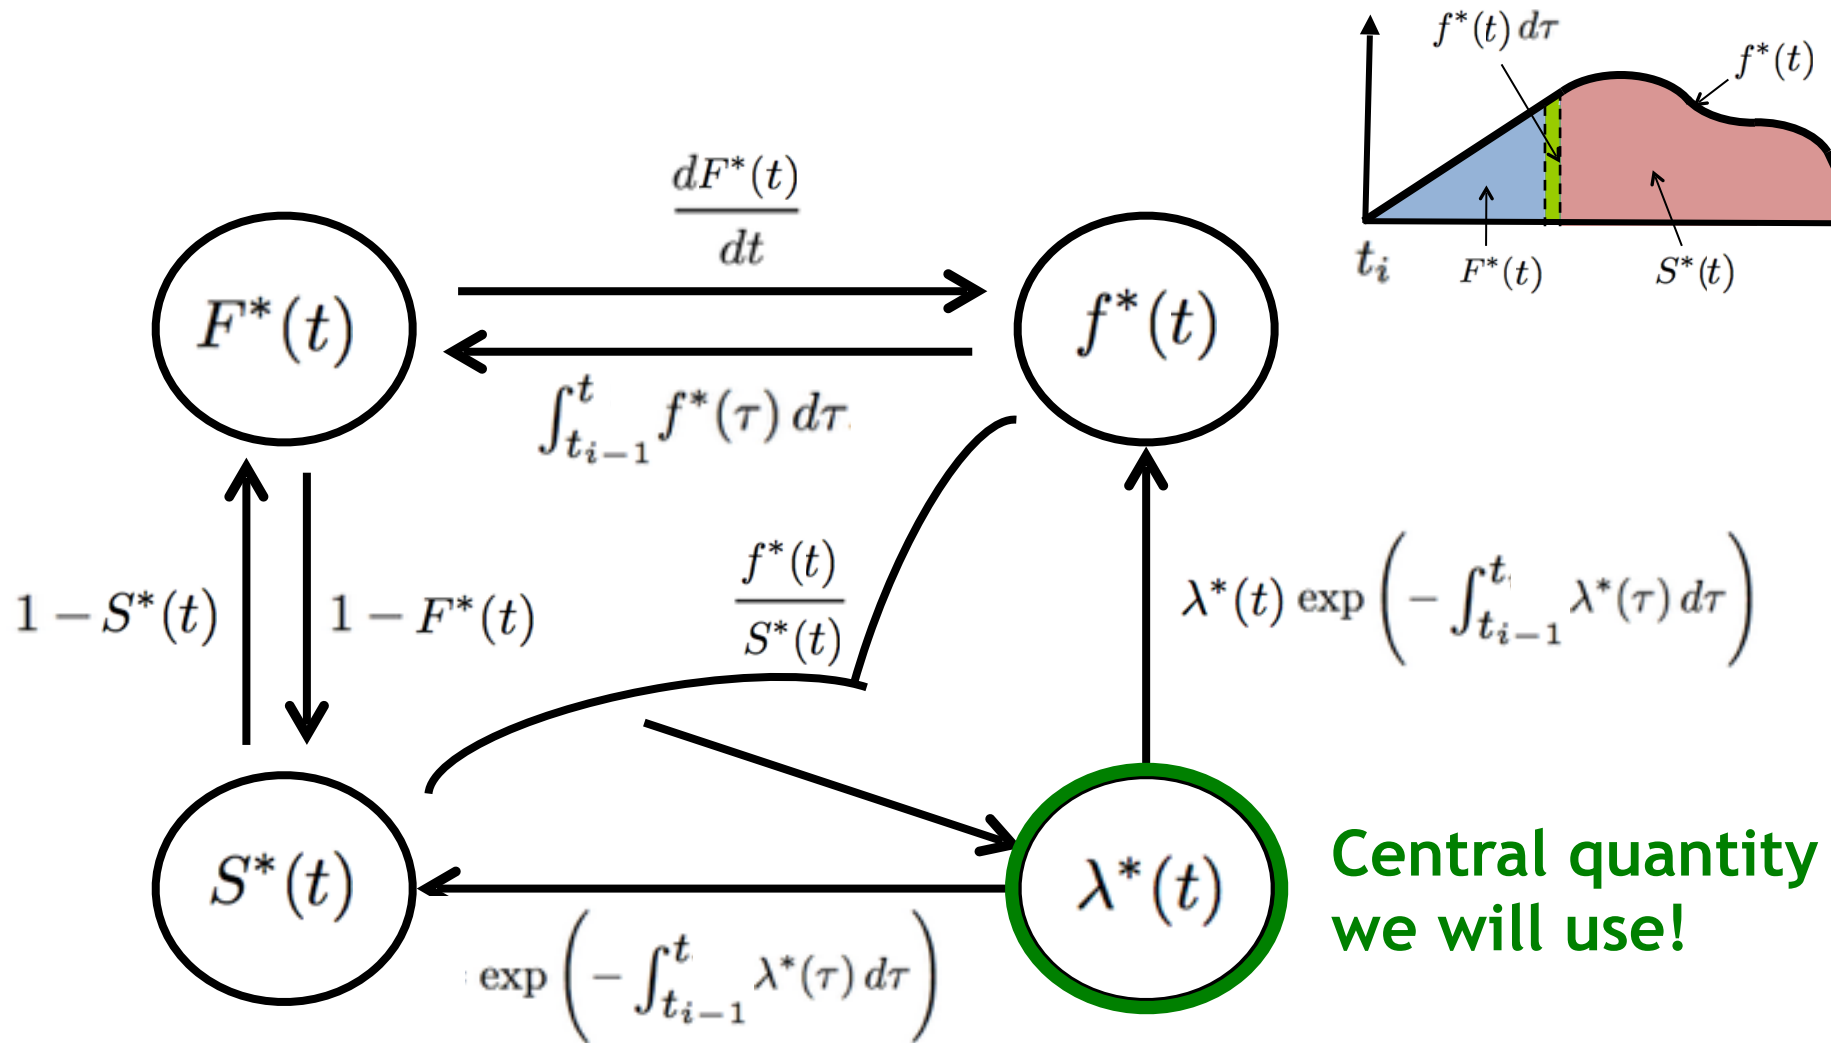 f*(t) dτ
f*(t)
t_i
F*(t)
S*(t)
dF*(t)
dt
F*(t)
f*(t)
∫_{t_{i−1}}^{t} f*(τ) dτ
1 − S*(t)
1 − F*(t)
f*(t)
S*(t)
λ*(t) exp(− ∫_{t_{i−1}}^{t} λ*(τ) dτ)
S*(t)
λ*(t)
exp(− ∫_{t_{i−1}}^{t} λ*(τ) dτ)
Central quantity
we will use!